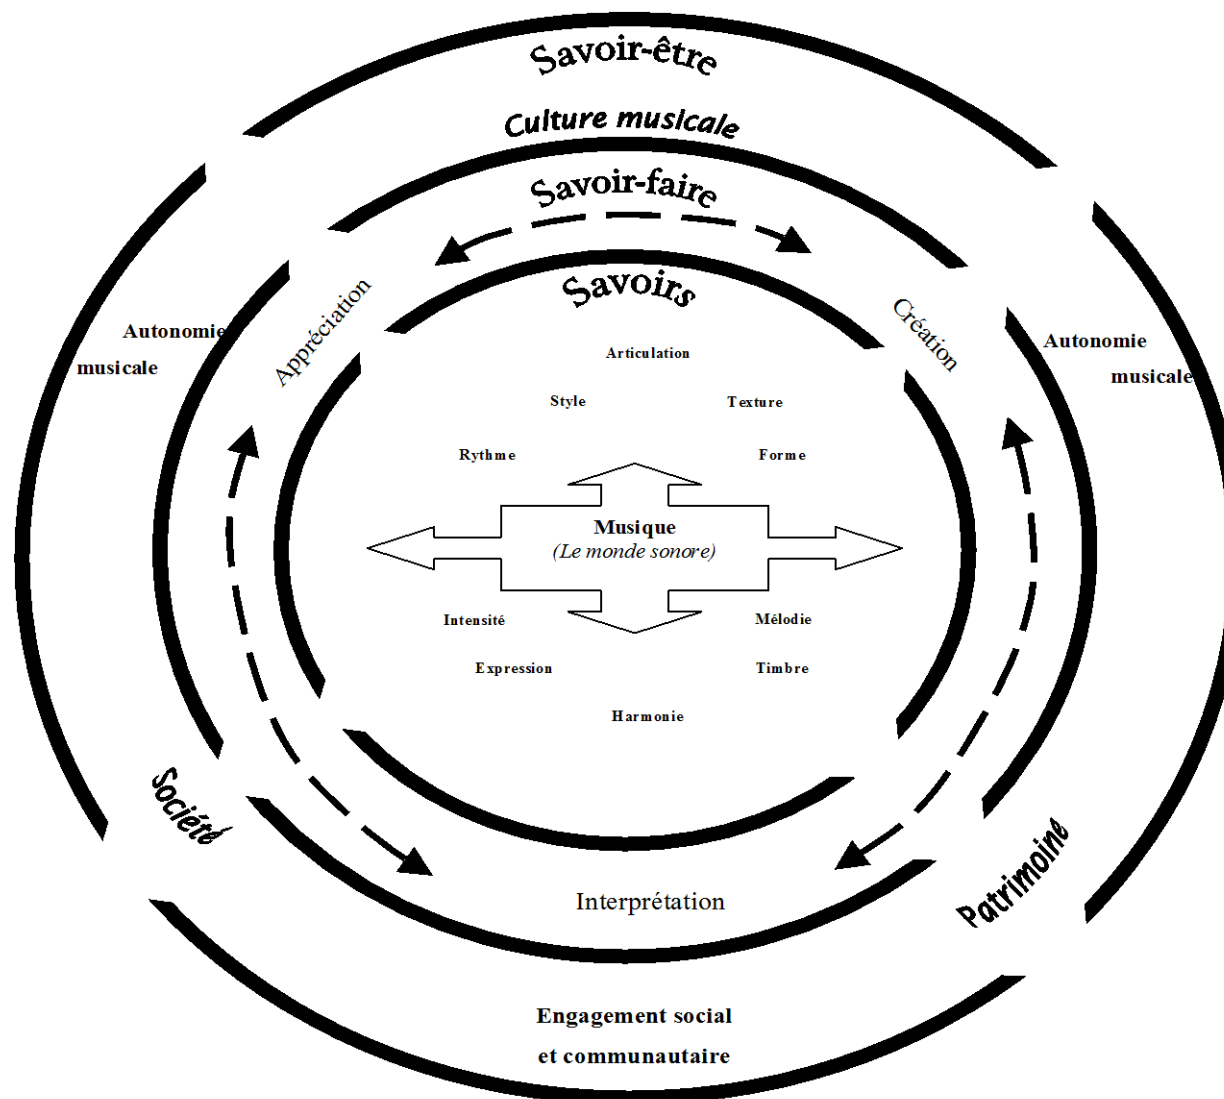 Savoir-être
Culture musicale
Savoir-faire
Savoirs
Appréciation
Création
Autonomie
musicale
Autonomie
musicale
Articulation
Style
Texture
Rythme
Forme
Musique
(Le monde sonore)
Intensité
Mélodie
Expression
Timbre
Harmonie
Société
Patrimoine
Interprétation
Engagement social
et communautaire